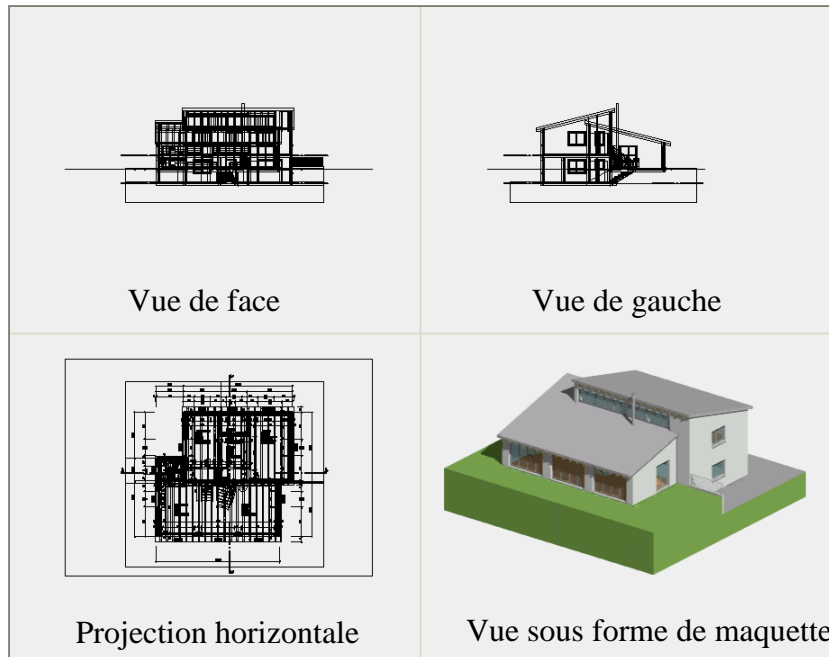 Vue de face
Vue de gauche
Projection horizontale
Vue sous forme de maquette